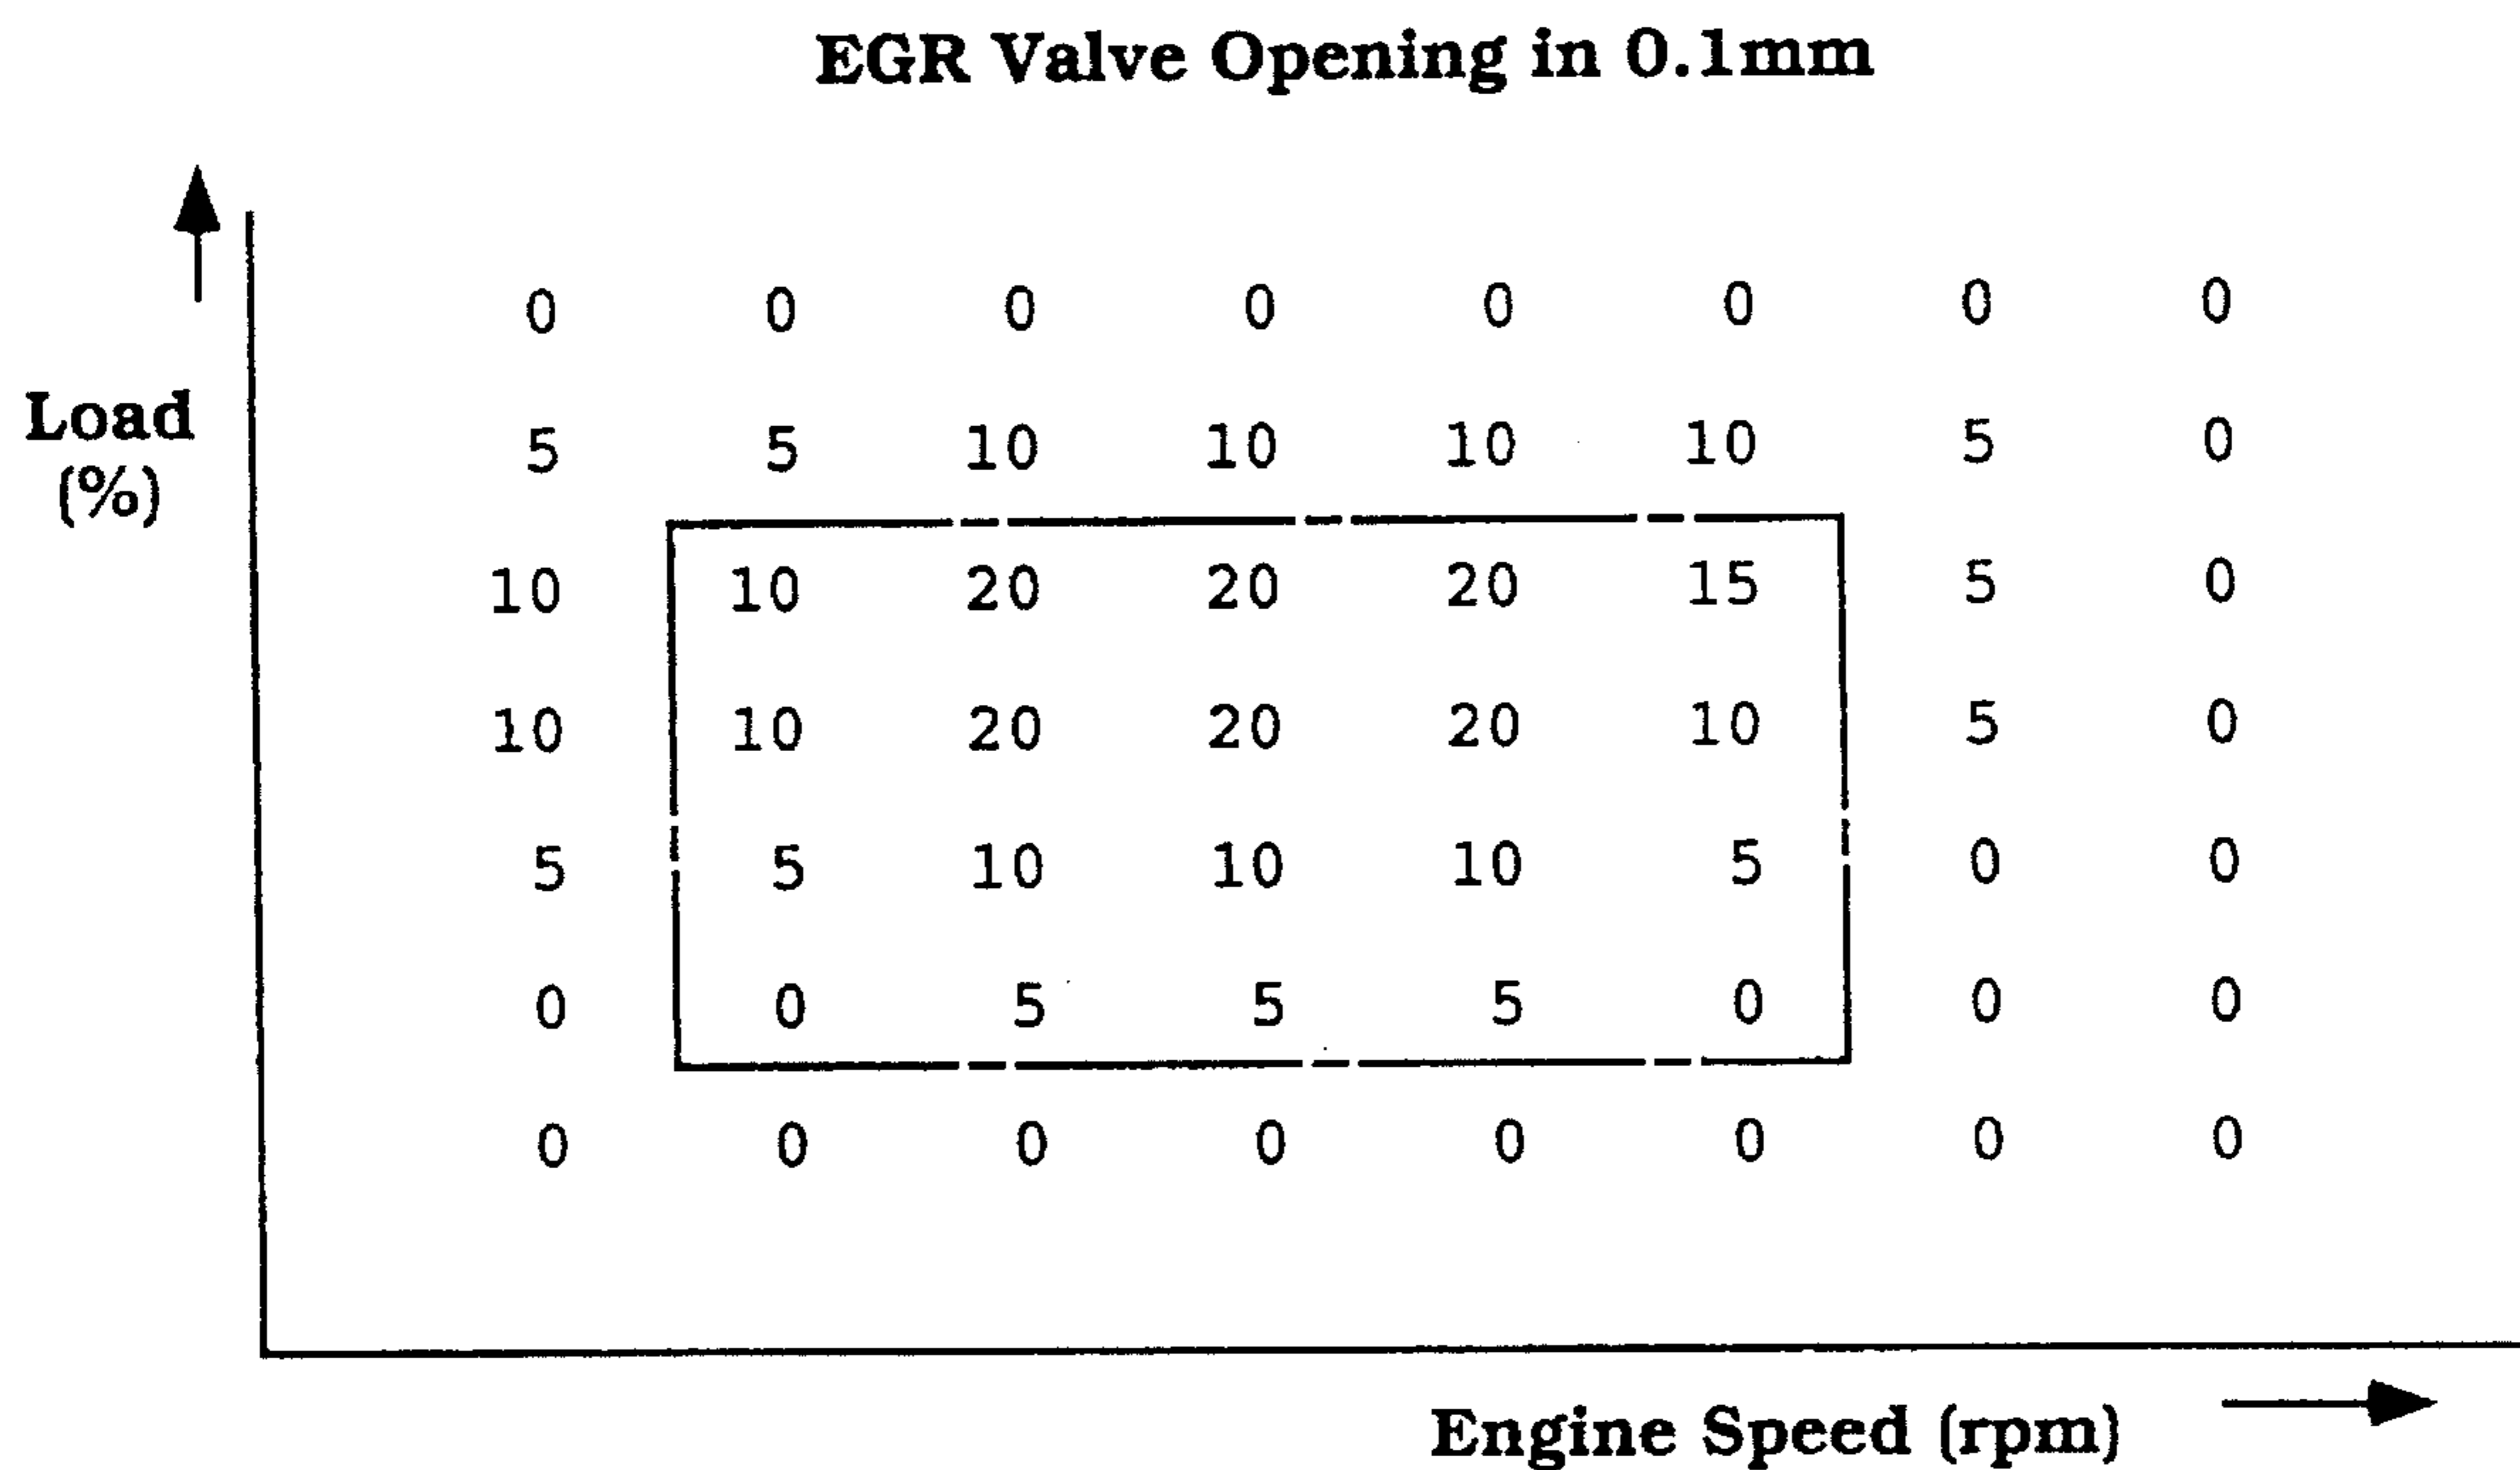 EGR Valve Opening in 0.1mm
0 0 0 0 0 0 0 0
Load
(%)
5 5 10 10 10 10 5 0
10 10 20 20 20 15 5 0
10 10 20 20 20 10 5 0
5 5 10 10 10 5 0 0
0 0 5 5 5 0 0 0
0 0 0 0 0 0 0 0
Engine Speed (rpm)